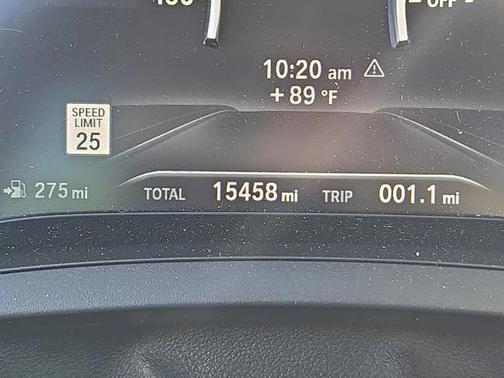 10:20 am
+89 °F
SPEED
LIMIT
25
275 mi TOTAL 15458 mi TRIP 001.1 mi